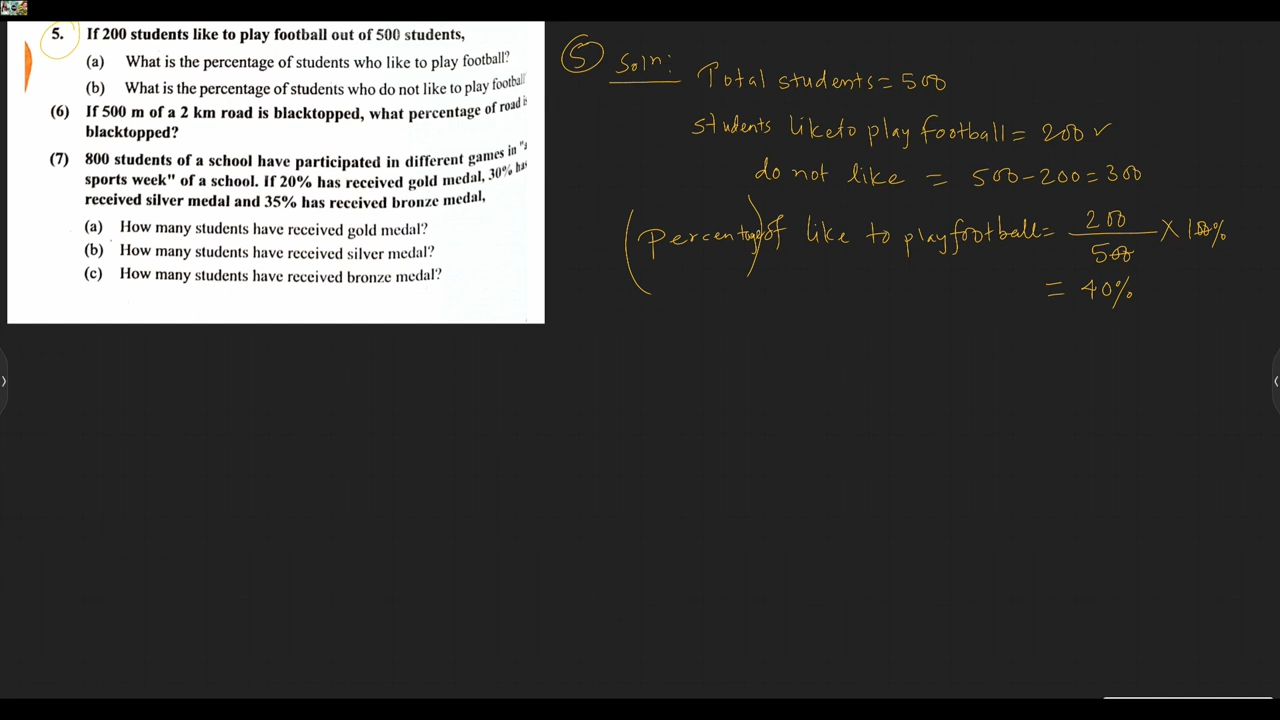 5. If 200 students like to play football out of 500 students,
(a) What is the percentage of students who like to play football?
(b) What is the percentage of students who do not like to play football
(6) If 500 m of a 2 km road is blacktopped, what percentage of road is
blacktopped?
(7) 800 students of a school have participated in different games in "a
sports week" of a school. If 20% has received gold medal, 30% has
received silver medal and 35% has received bronze medal,
(a) How many students have received gold medal?
(b) How many students have received silver medal?
(c) How many students have received bronze medal?
5 Soln:
Total students = 500
students like to play football = 200 ✓
do not like = 500-200=300
(Percentage) of like to play football = 200/500 × 100%
= 40%